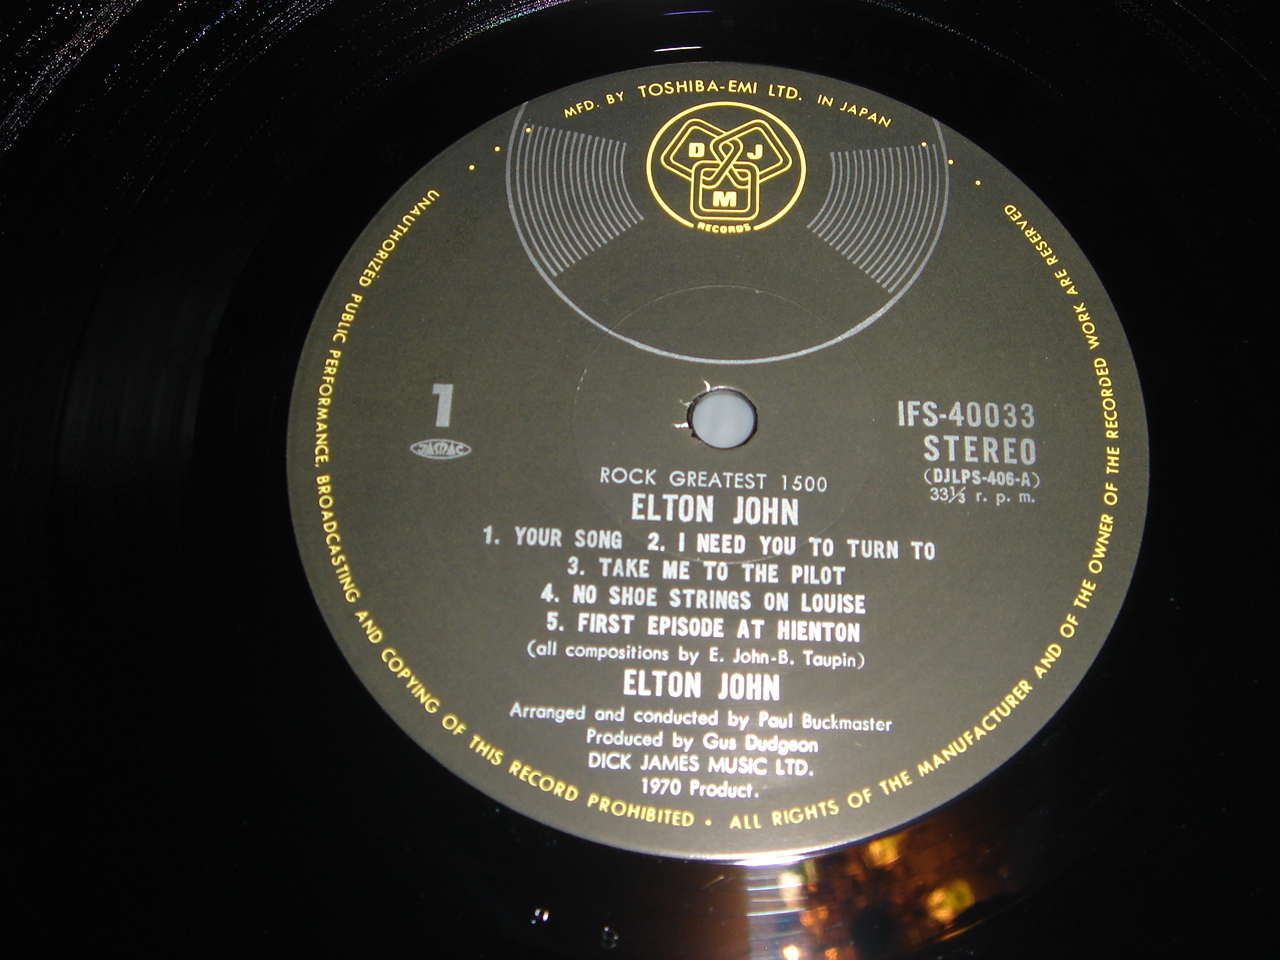 MFD. BY TOSHIBA-EMI LTD. IN JAPAN
D J
M
RECORDS
1
JASRAC
IFS-40033
STEREO
(DJLPS-406-A)
33⅓ r. p. m.
ROCK GREATEST 1500
ELTON JOHN
1. YOUR SONG 2. I NEED YOU TO TURN TO
3. TAKE ME TO THE PILOT
4. NO SHOE STRINGS ON LOUISE
5. FIRST EPISODE AT HIENTON
(all compositions by E. John-B. Taupin)
ELTON JOHN
Arranged and conducted by Paul Buckmaster
Produced by Gus Dudgeon
DICK JAMES MUSIC LTD.
1970 Product.
UNAUTHORIZED PUBLIC PERFORMANCE, BROADCASTING AND COPYING OF THIS RECORD PROHIBITED • ALL RIGHTS OF THE MANUFACTURER AND OF THE OWNER OF THE RECORDED WORK ARE RESERVED